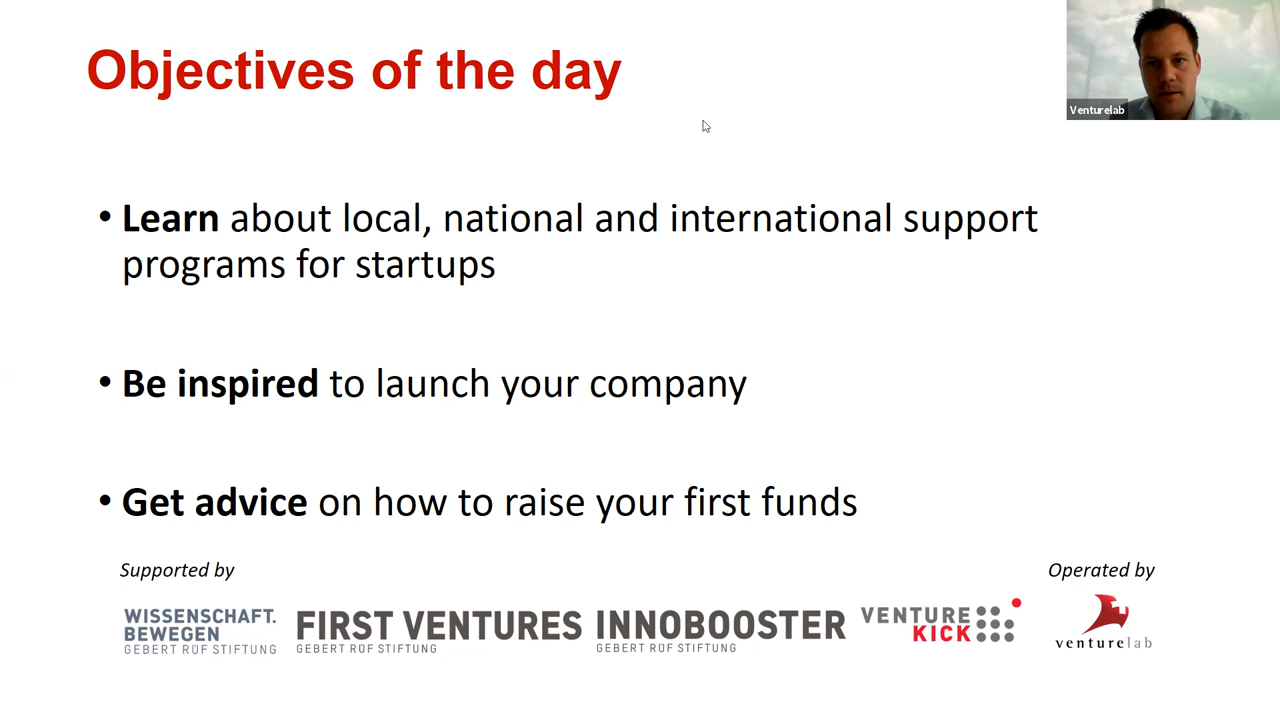 Objectives of the day
Venturelab
• Learn about local, national and international support
programs for startups
• Be inspired to launch your company
• Get advice on how to raise your first funds
Supported by
Operated by
WISSENSCHAFT.
BEWEGEN
GEBERT RÜF STIFTUNG
FIRST VENTURES
GEBERT RÜF STIFTUNG
INNOBOOSTER
GEBERT RÜF STIFTUNG
VENTURE
KICK
venturelab